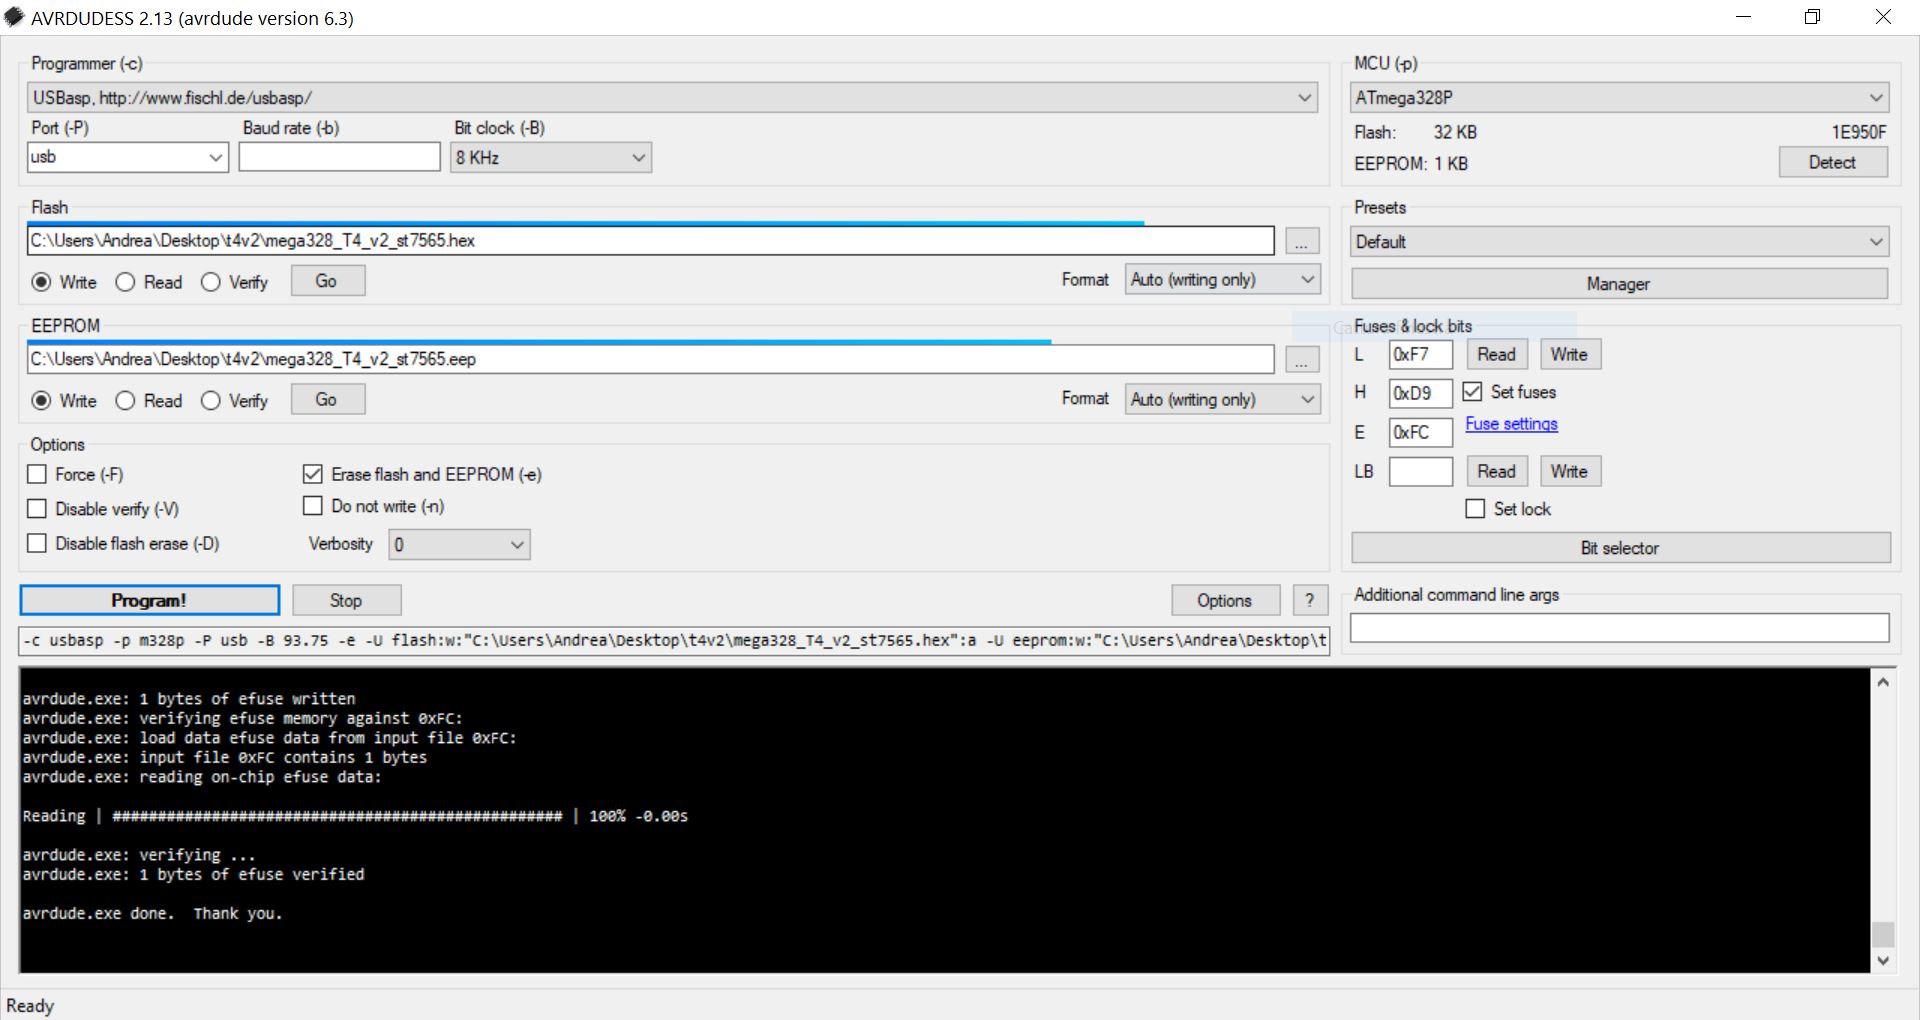 AVRDUDESS 2.13 (avrdude version 6.3)
Programmer (-c)
USBasp, http://www.fischl.de/usbasp/
Port (-P) Baud rate (-b) Bit clock (-B)
usb 8 KHz
MCU (-p)
ATmega328P
Flash: 32 KB 1E950F
EEPROM: 1 KB Detect
Flash
C:\Users\Andrea\Desktop\t4v2\mega328_T4_v2_st7565.hex ...
Write Read Verify Go Format Auto (writing only)
Presets
Default
Manager
EEPROM
C:\Users\Andrea\Desktop\t4v2\mega328_T4_v2_st7565.eep ...
Write Read Verify Go Format Auto (writing only)
Fuses & lock bits
L 0xF7 Read Write
H 0xD9 Set fuses
E 0xFC Fuse settings
LB Read Write
Set lock
Bit selector
Options
Force (-F) Erase flash and EEPROM (-e)
Disable verify (-V) Do not write (-n)
Disable flash erase (-D) Verbosity 0
Program! Stop Options ?
Additional command line args
-c usbasp -p m328p -P usb -B 93.75 -e -U flash:w:"C:\Users\Andrea\Desktop\t4v2\mega328_T4_v2_st7565.hex":a -U eeprom:w:"C:\Users\Andrea\Desktop\t
avrdude.exe: 1 bytes of efuse written
avrdude.exe: verifying efuse memory against 0xFC:
avrdude.exe: load data efuse data from input file 0xFC:
avrdude.exe: input file 0xFC contains 1 bytes
avrdude.exe: reading on-chip efuse data:
Reading | ################################################## | 100% -0.00s
avrdude.exe: verifying ...
avrdude.exe: 1 bytes of efuse verified
avrdude.exe done. Thank you.
Ready